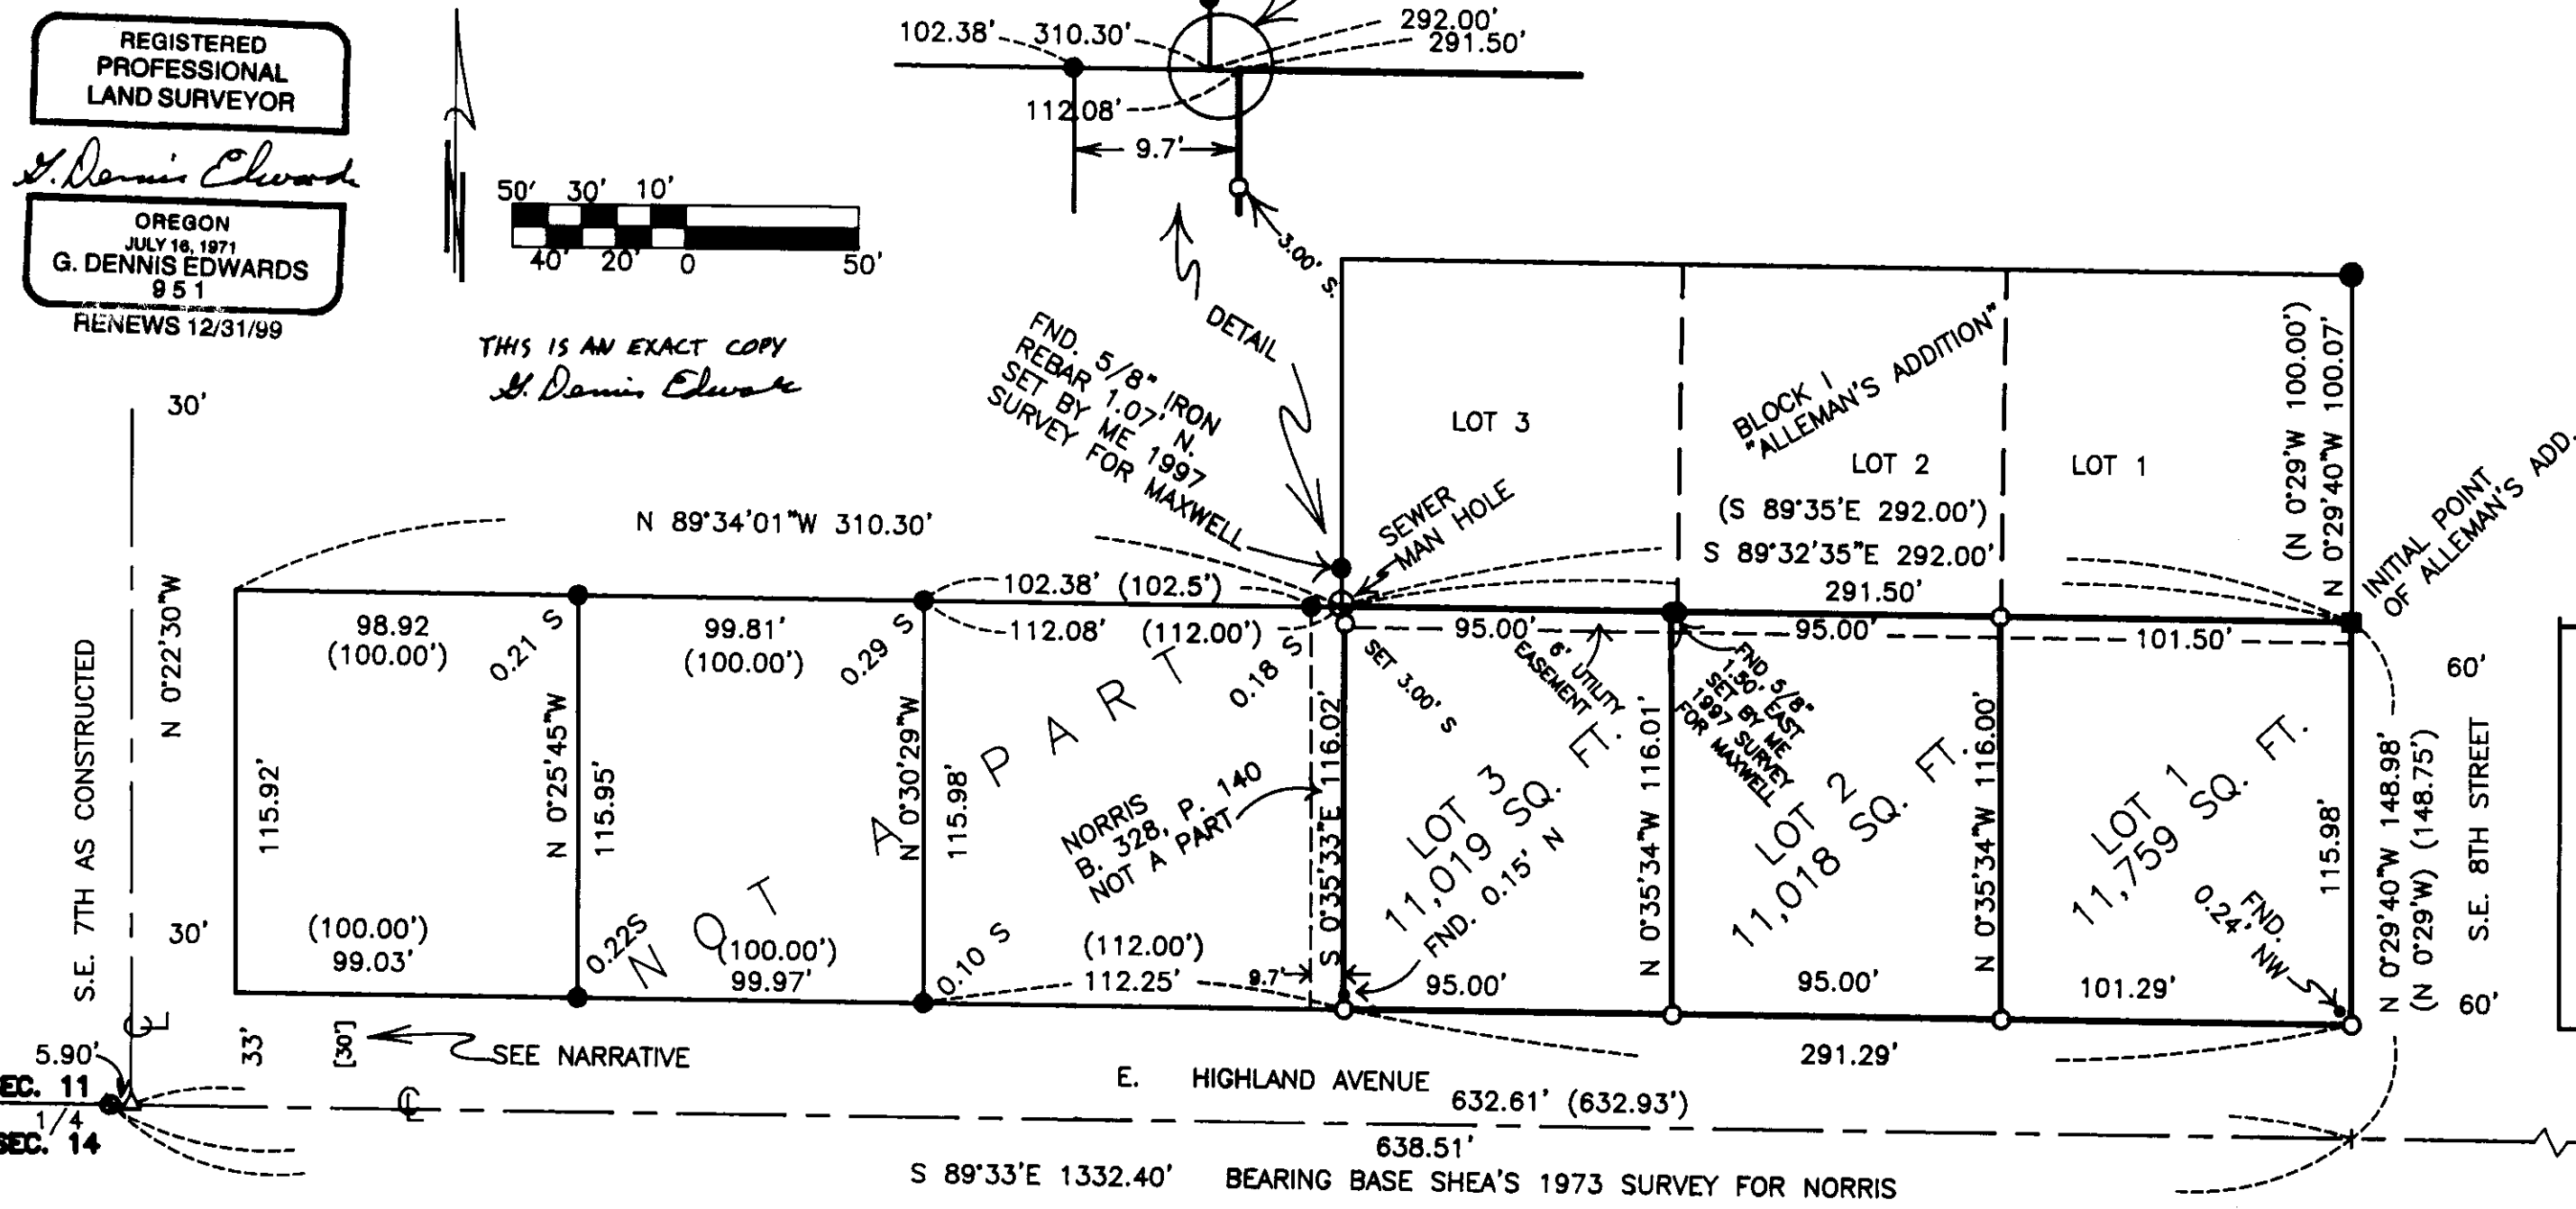 REGISTERED
PROFESSIONAL
LAND SURVEYOR
G. Dennis Edwards
OREGON
JULY 16, 1971
G. DENNIS EDWARDS
951
RENEWS 12/31/99
50' 30' 10'
40' 20' 0 50'
THIS IS AN EXACT COPY
G. Dennis Edwards
102.38' 310.30' 292.00'
291.50'
112.08'
9.7'
3.00' S.
DETAIL
FND. 5/8" IRON
REBAR 1.07' N.
SET BY ME 1997
SURVEY FOR MAXWELL
SEWER
MAN HOLE
LOT 3
BLOCK 1
"ALLEMAN'S ADDITION"
LOT 2
LOT 1
(S 89°35'E 292.00')
S 89°32'35"E 292.00'
291.50'
(N 0°29'W 100.00')
N 0°29'40"W 100.07'
INITIAL POINT
OF ALLEMAN'S ADD.
30'
N 0°22'30"W
S.E. 7TH AS CONSTRUCTED
30'
N 89°34'01"W 310.30'
102.38' (102.5')
112.08' (112.00')
98.92
(100.00')
0.21 S
99.81'
(100.00')
0.29 S
0.18 S
115.92'
N 0°25'45"W
115.95'
N 0°30'29"W
115.98'
NOT A PART
NORRIS
B. 328, P. 140
NOT A PART
S 0°35'33"E 116.02'
SET 3.00' S
95.00'
95.00'
101.50'
6' UTILITY
EASEMENT
FND 5/8"
1.50' EAST
SET BY ME
1997 SURVEY
FOR MAXWELL
LOT 3
11,019 SQ. FT.
FND. 0.15' N
N 0°35'34"W 116.01'
LOT 2
11,018 SQ. FT.
N 0°35'34"W 116.00'
LOT 1
11,759 SQ. FT.
FND.
0.24' NW
115.98'
N 0°29'40"W 148.98'
(N 0°29'W) (148.75')
60'
S.E. 8TH STREET
60'
(100.00')
99.03'
0.22S
(100.00')
99.97'
0.10 S
(112.00')
112.25'
9.7'
95.00'
95.00'
101.29'
291.29'
33'
[30']
SEE NARRATIVE
CL
5.90'
EC. 11
1/4
SEC. 14
CL
E. HIGHLAND AVENUE
632.61' (632.93')
638.51'
S 89°33'E 1332.40' BEARING BASE SHEA'S 1973 SURVEY FOR NORRIS